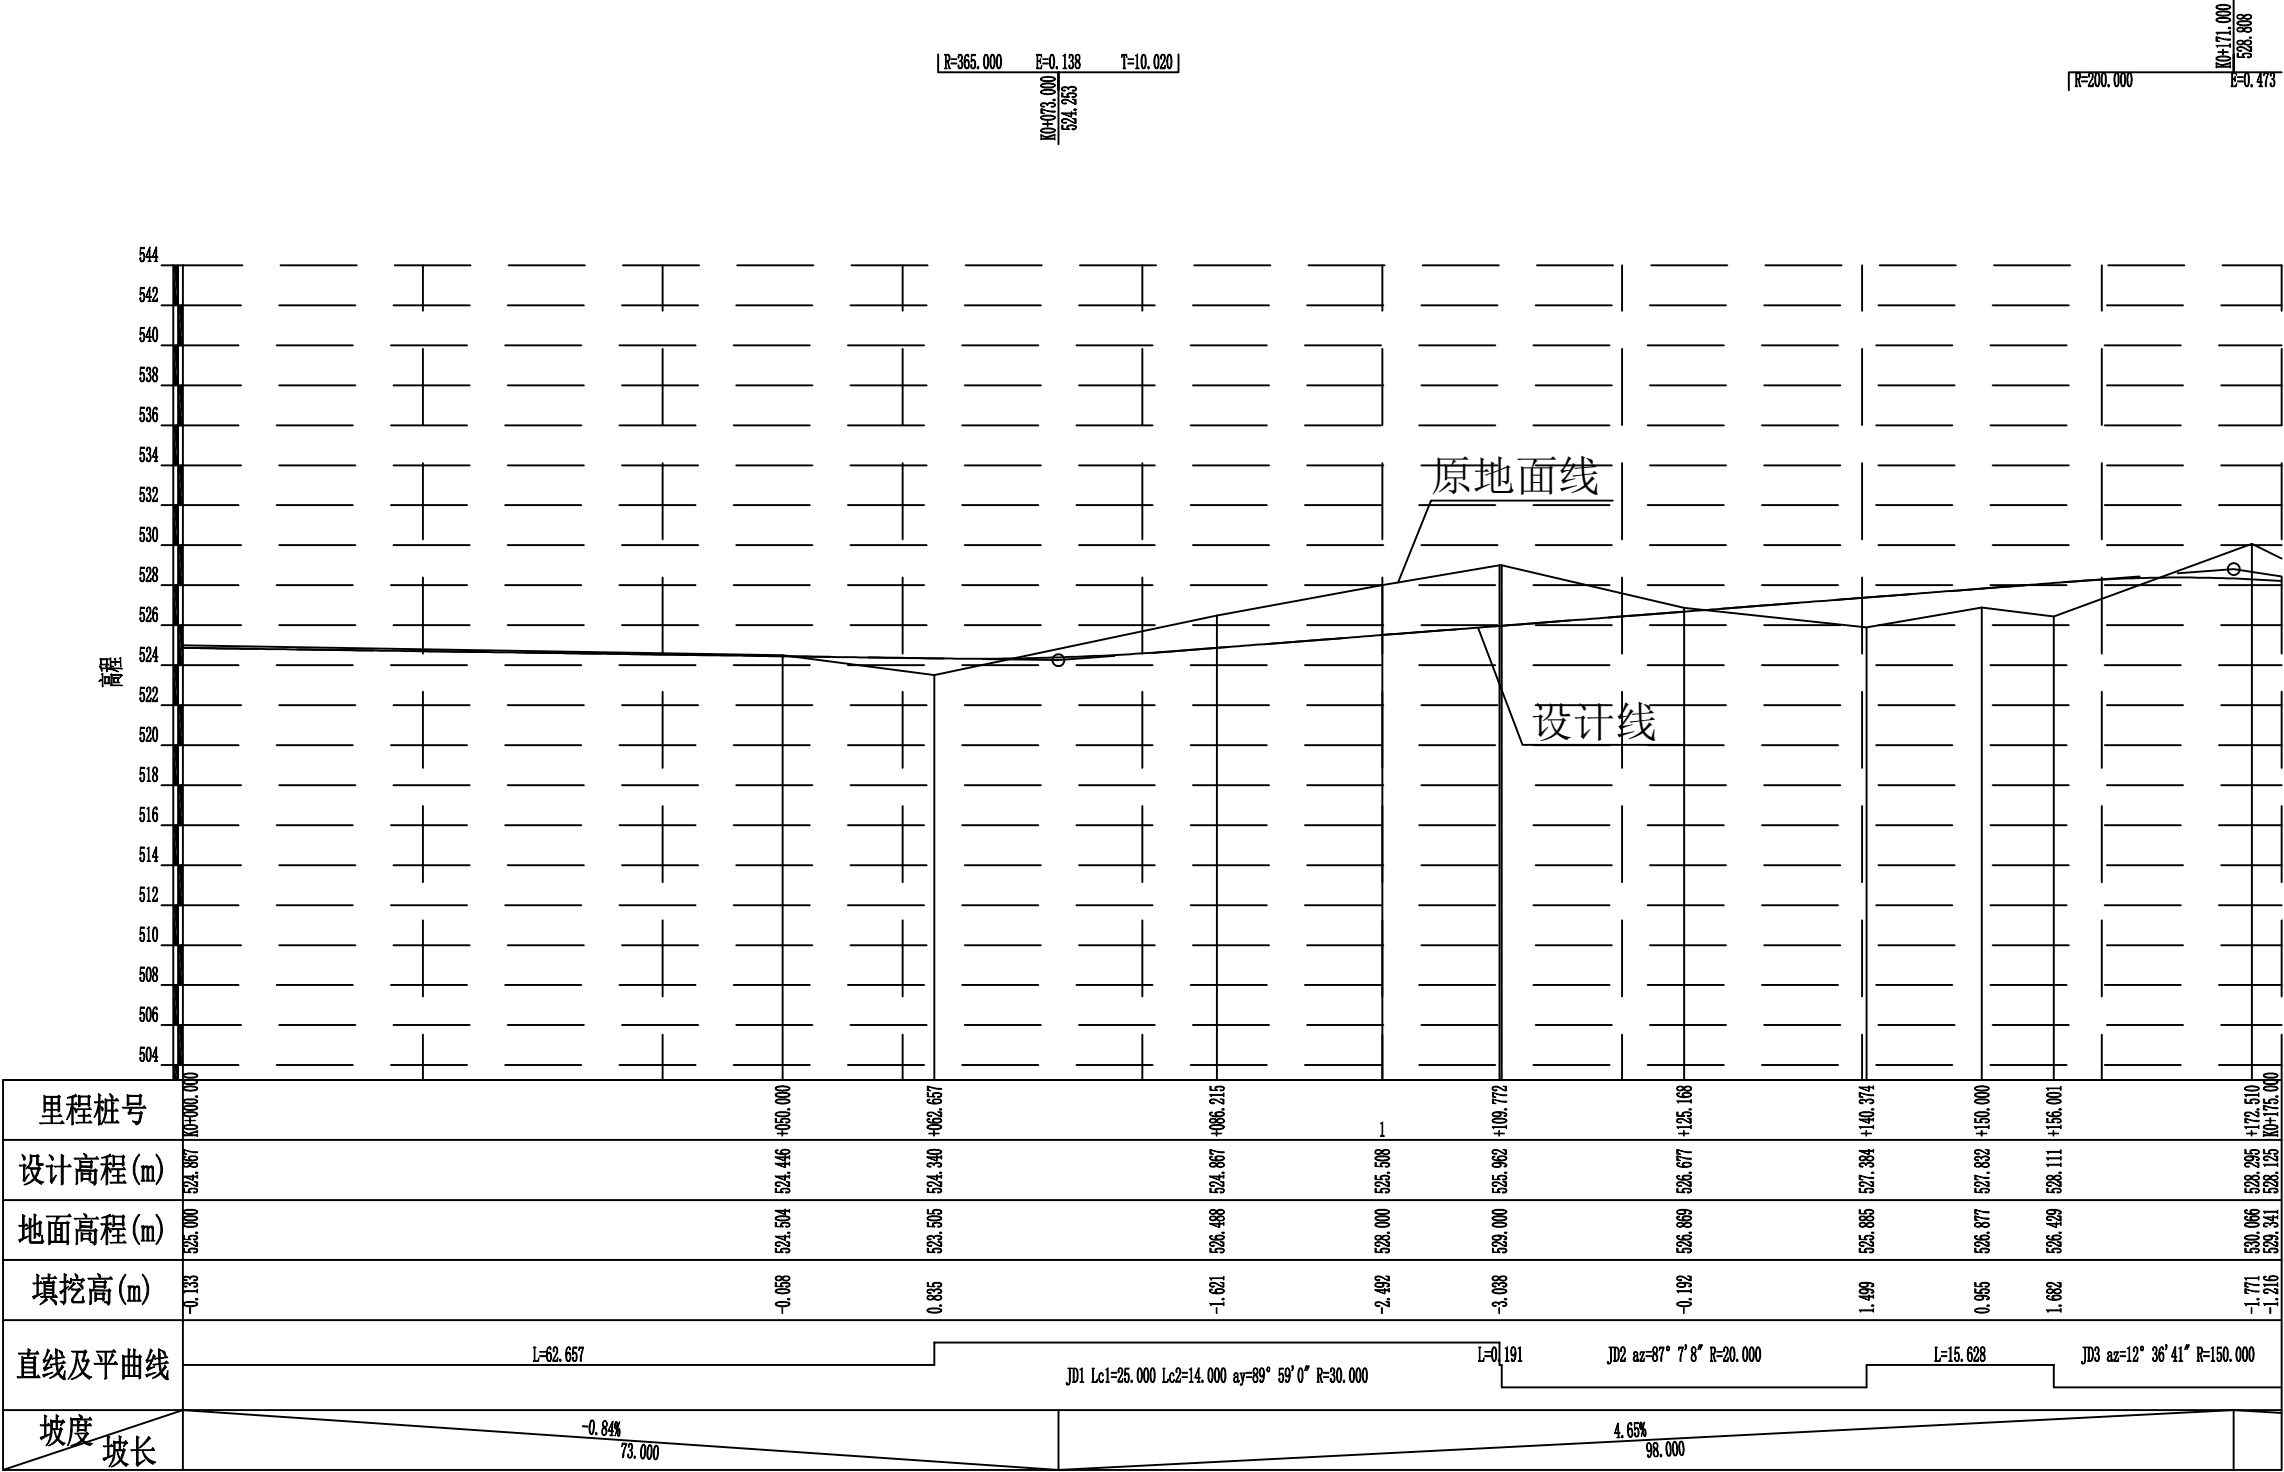 R=365.000 E=0.138 T=10.020
K0+073.000
524.253
K0+171.000
528.808
R=200.000 E=0.473
544
542
540
538
536
534
532
530
528
526
524
522
520
518
516
514
512
510
508
506
504
高程
原地面线
设计线
里程桩号 K0+000.000 +050.000 +062.657 +086.215 1 +109.772 +125.168 +140.374 +150.000 +156.001 +172.510 K0+175.000
设计高程(m) 524.867 524.446 524.340 524.867 525.508 525.962 526.677 527.384 527.832 528.111 528.295 528.125
地面高程(m) 525.000 524.504 523.505 526.488 528.000 529.000 526.869 525.885 526.877 526.429 530.066 529.341
填挖高(m) -0.133 -0.058 0.835 -1.621 -2.492 -3.038 -0.192 1.499 0.955 1.682 -1.771 -1.216
直线及平曲线 L=62.657 JD1 Lc1=25.000 Lc2=14.000 ay=89° 59'0" R=30.000 L=0.191 JD2 az=87° 7'8" R=20.000 L=15.628 JD3 az=12° 36'41" R=150.000
坡度 -0.84% 4.65%
坡长 73.000 98.000